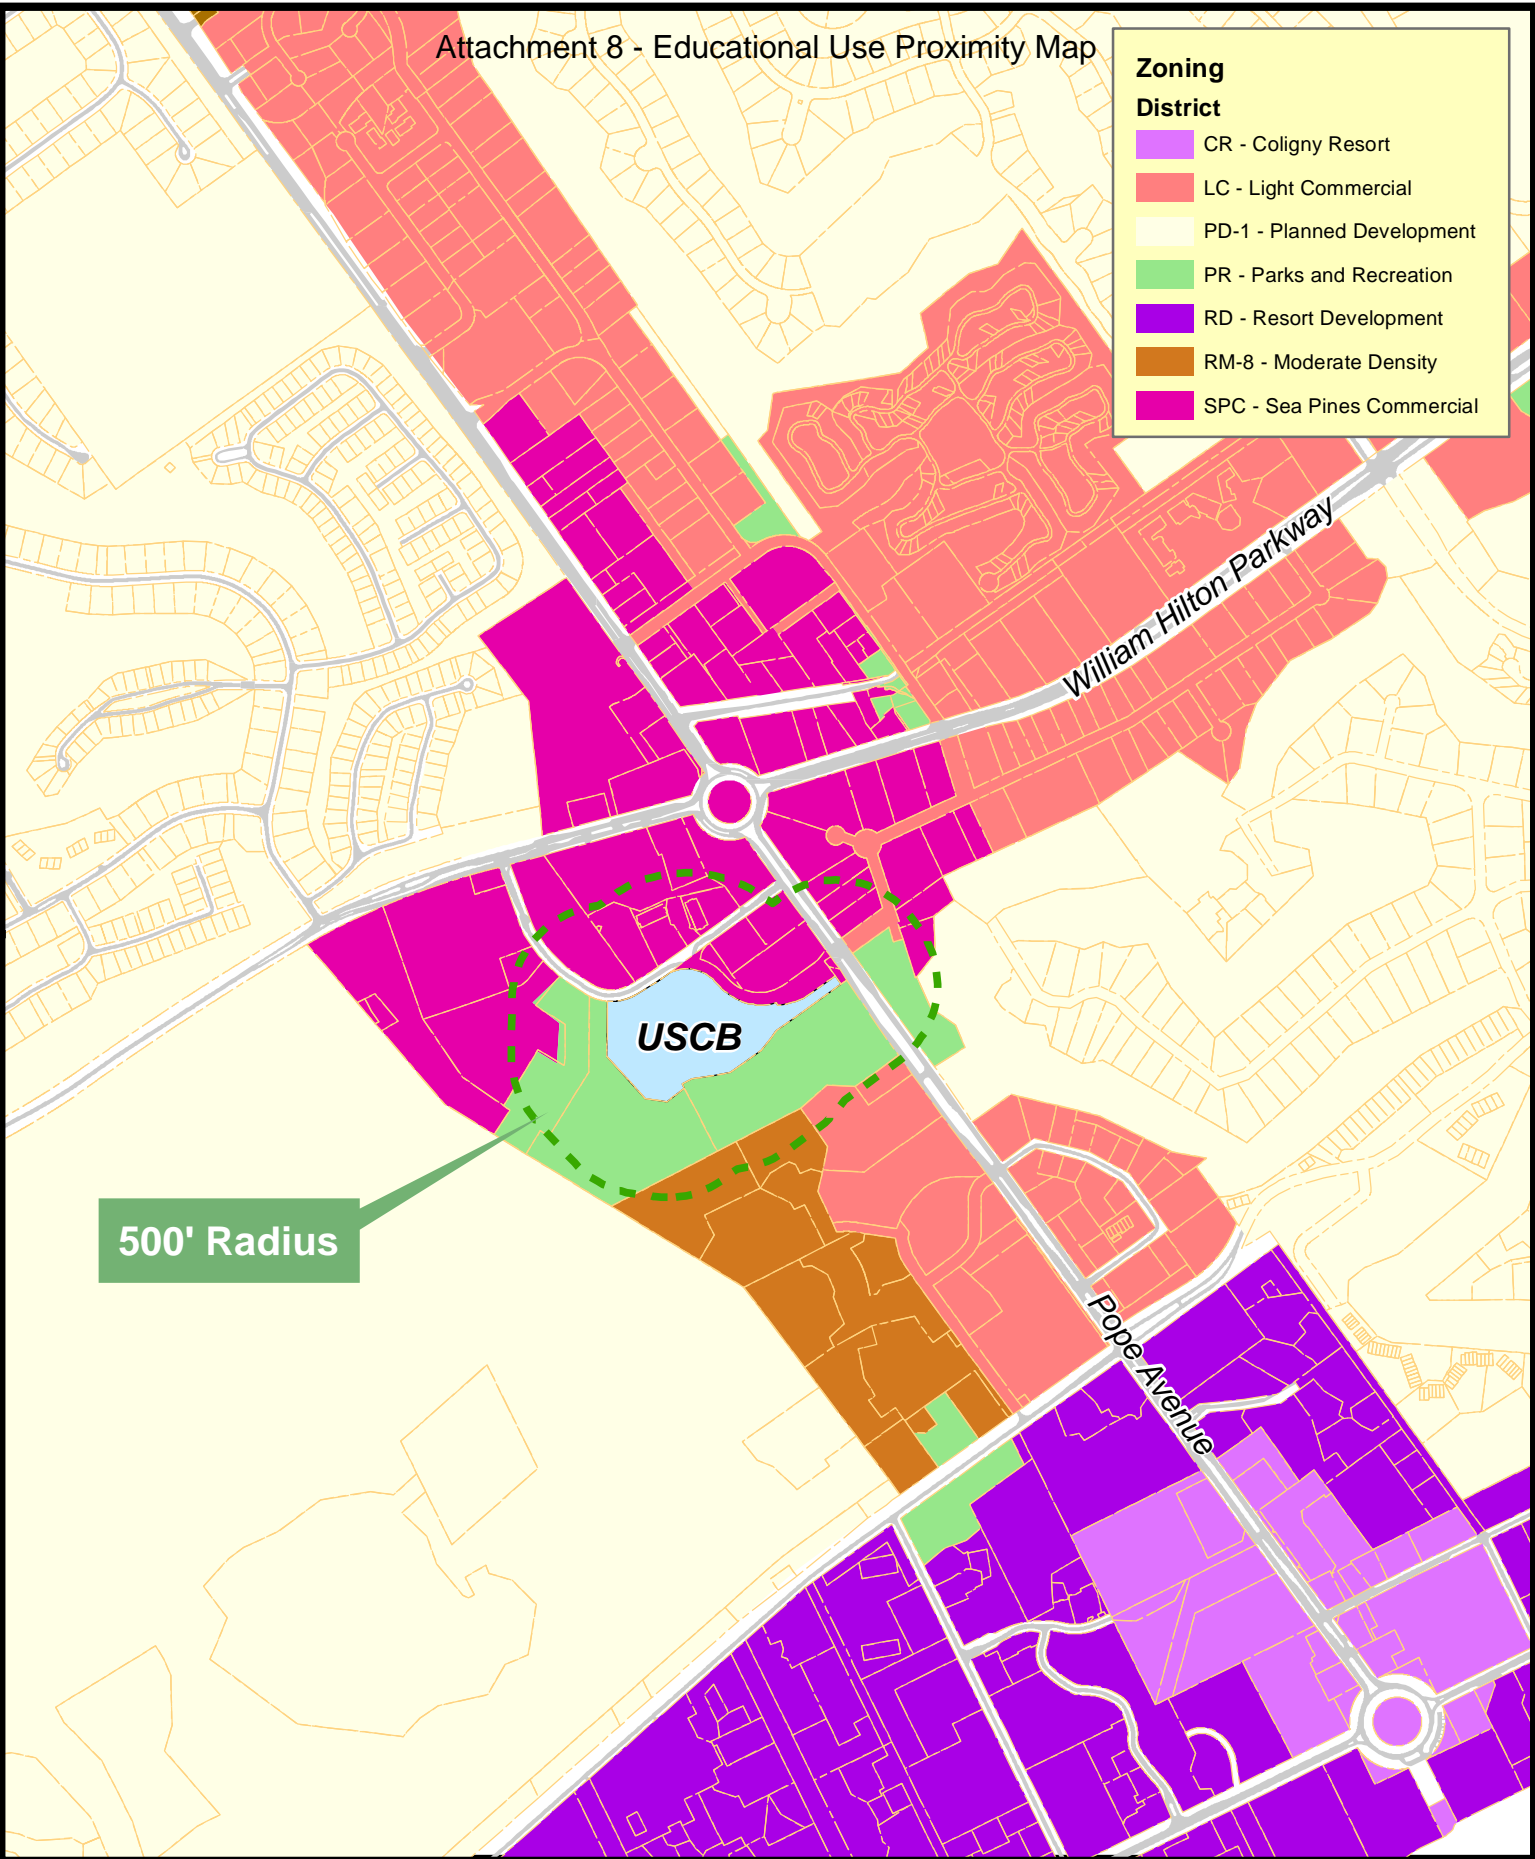 Attachment 8 - Educational Use Proximity Map
Zoning
District
CR - Coligny Resort
LC - Light Commercial
PD-1 - Planned Development
PR - Parks and Recreation
RD - Resort Development
RM-8 - Moderate Density
SPC - Sea Pines Commercial
William Hilton Parkway
USCB
500' Radius
Pope Avenue